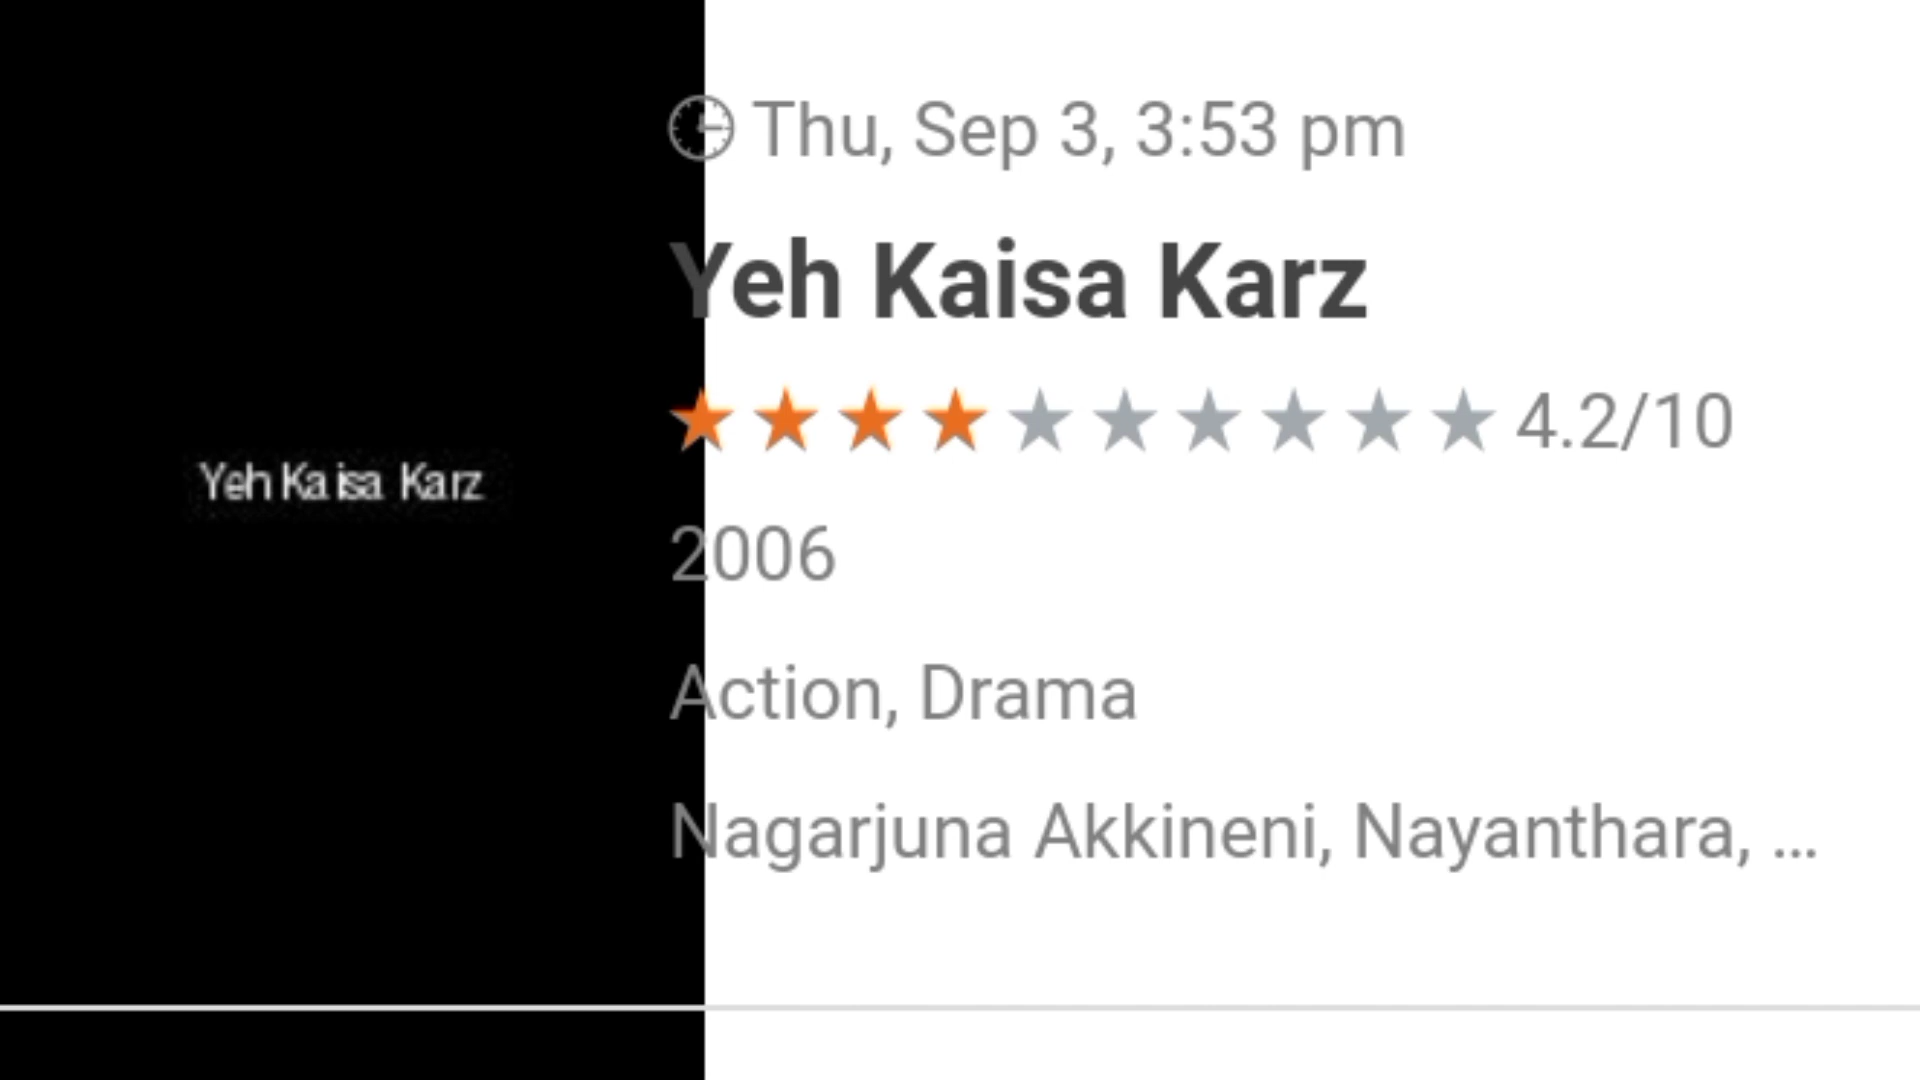 Thu, Sep 3, 3:53 pm
Yeh Kaisa Karz
4.2/10
Yeh Kaisa Karz
2006
Action, Drama
Nagarjuna Akkineni, Nayanthara, ...